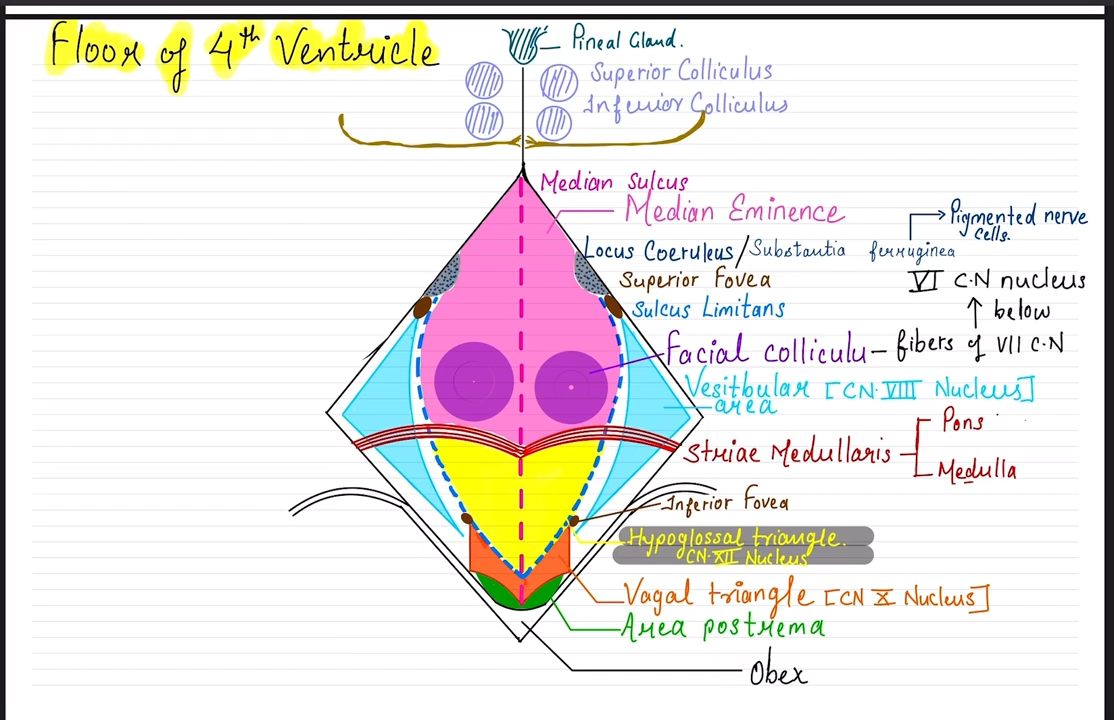 Floor of 4th Ventricle
Pineal Gland.
Superior Colliculus
Inferior Colliculus
Median Sulcus
Median Eminence
Pigmented nerve
cells.
Locus Coeruleus/Substantia ferruginea
Superior Fovea
VI C.N nucleus
Sulcus Limitans
below
Facial colliculu - fibers of VII C.N
Vesitbular [CN.VIII Nucleus]
area
Pons
Striae Medullaris
Medulla
Inferior Fovea
Hypoglossal triangle.
CN.XII Nucleus
Vagal triangle [CN X Nucleus]
Area postrema
Obex